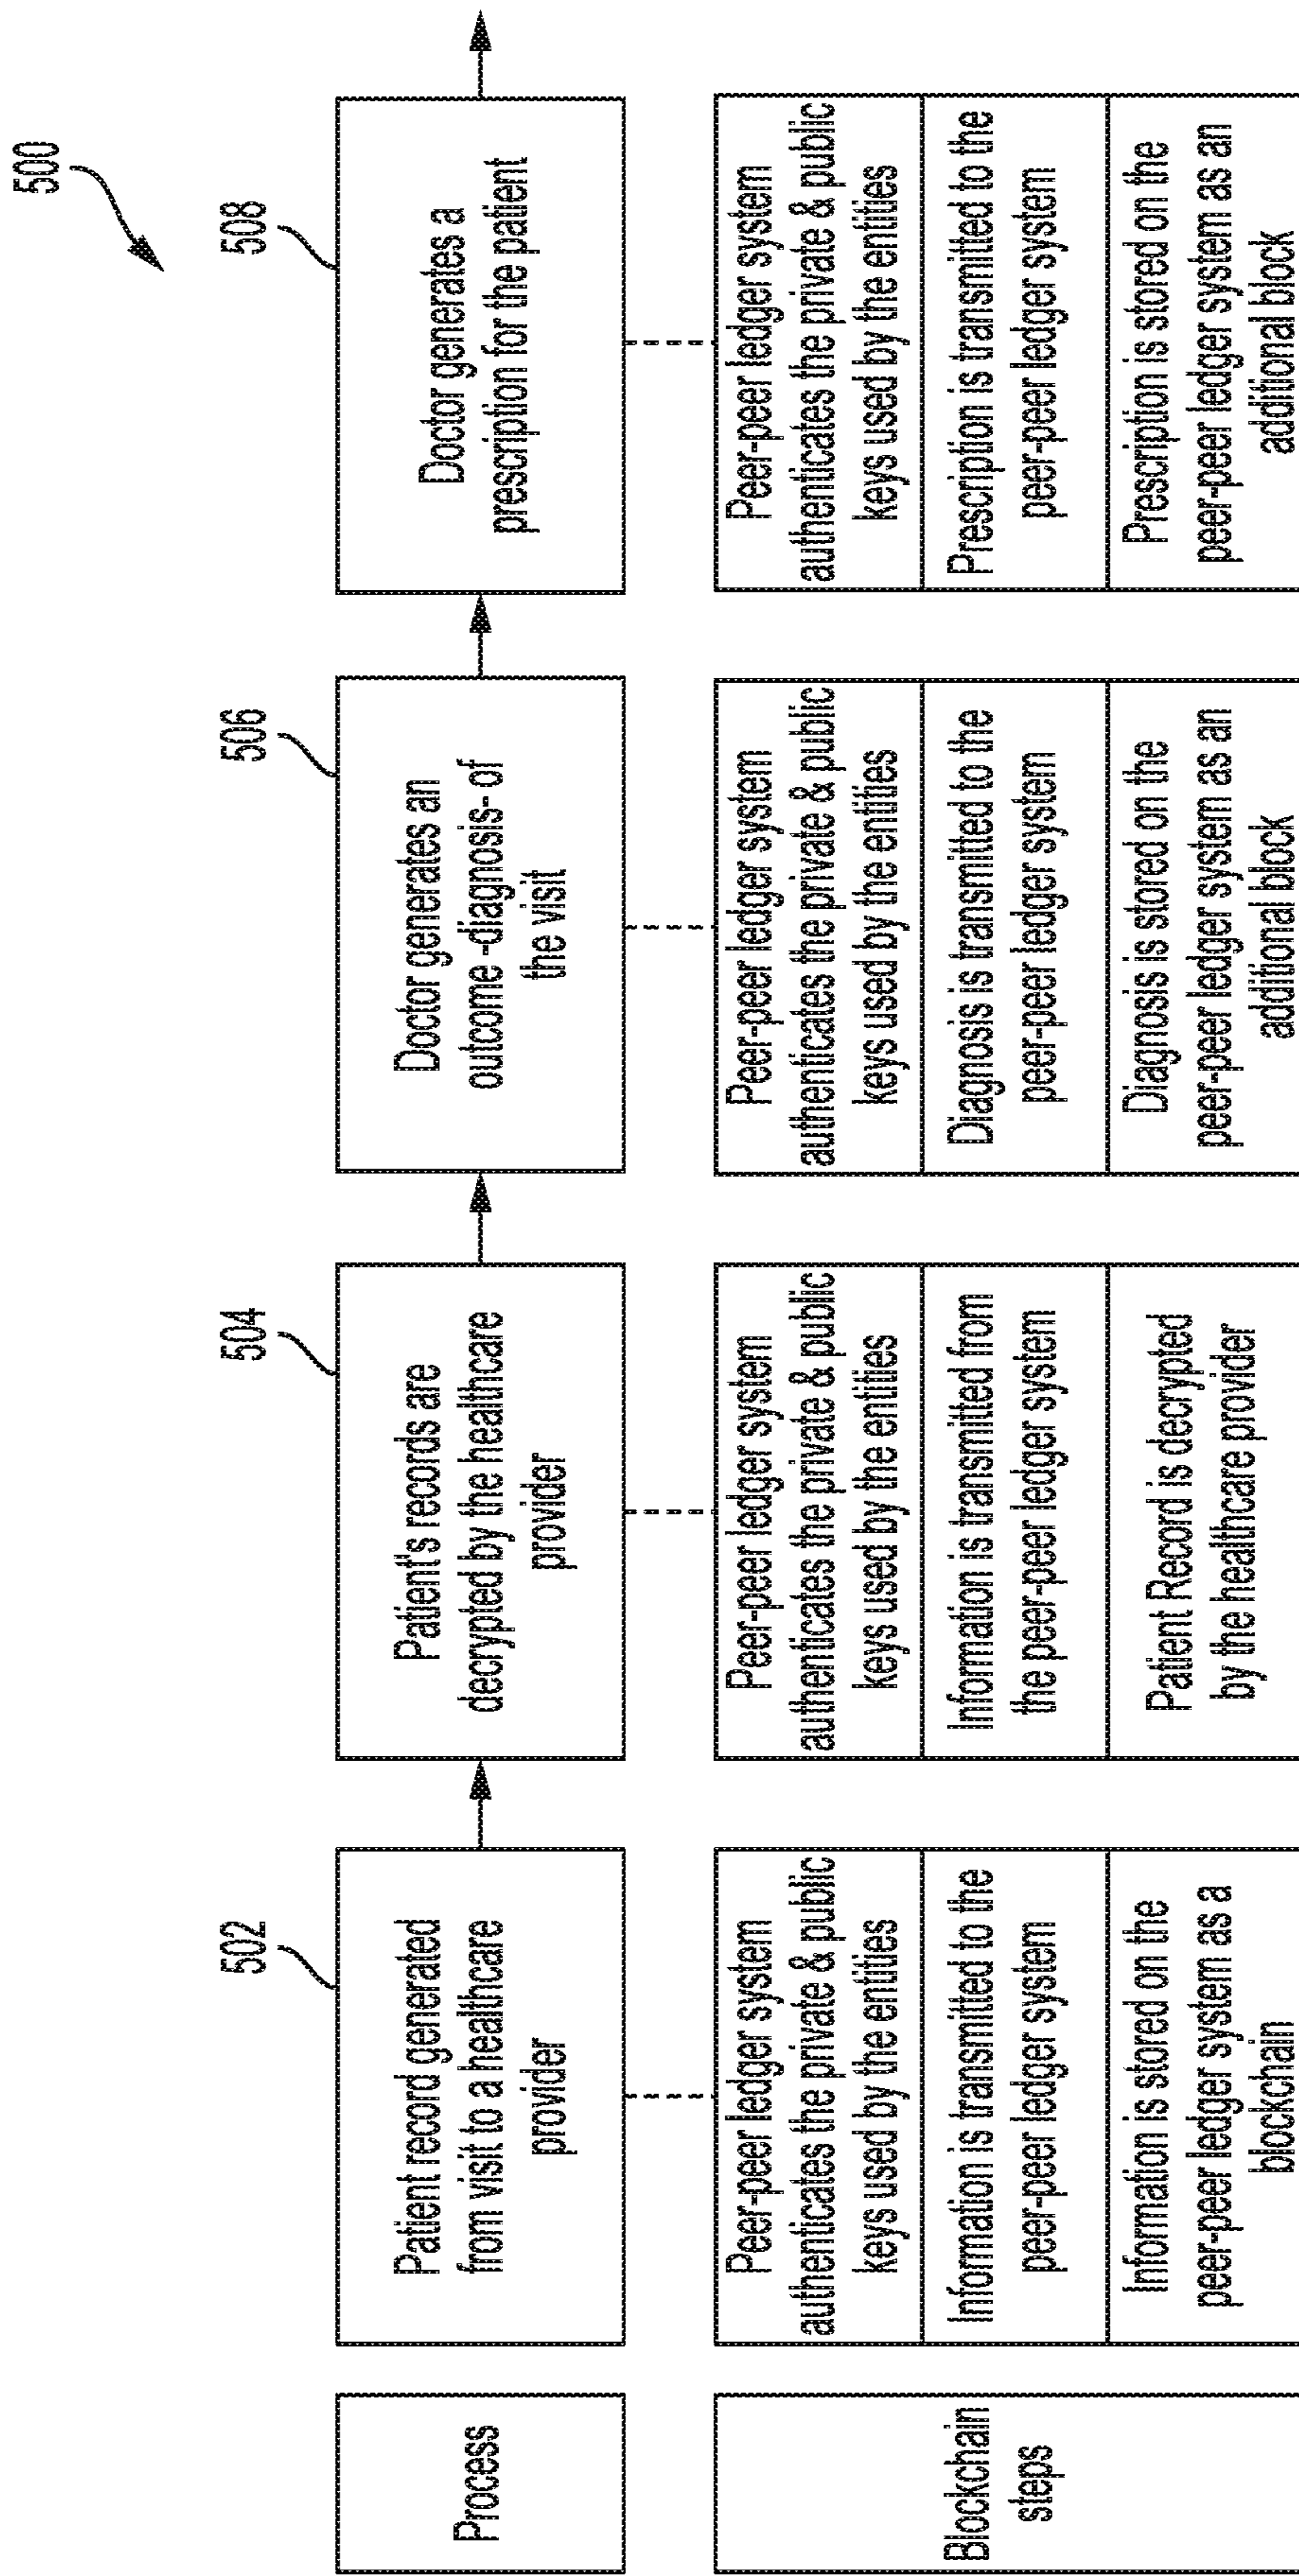 500
Process
502
Patient record generated
from visit to a healthcare
provider
504
Patient's records are
decrypted by the healthcare
provider
506
Doctor generates an
outcome -diagnosis- of
the visit
508
Doctor generates a
prescription for the patient
Blockchain
steps
Peer-peer ledger system
authenticates the private & public
keys used by the entities
Information is transmitted to the
peer-peer ledger system
Information is stored on the
peer-peer ledger system as a
blockchain
Peer-peer ledger system
authenticates the private & public
keys used by the entities
Information is transmitted from
the peer-peer ledger system
Patient Record is decrypted
by the healthcare provider
Peer-peer ledger system
authenticates the private & public
keys used by the entities
Diagnosis is transmitted to the
peer-peer ledger system
Diagnosis is stored on the
peer-peer ledger system as an
additional block
Peer-peer ledger system
authenticates the private & public
keys used by the entities
Prescription is transmitted to the
peer-peer ledger system
Prescription is stored on the
peer-peer ledger system as an
additional block